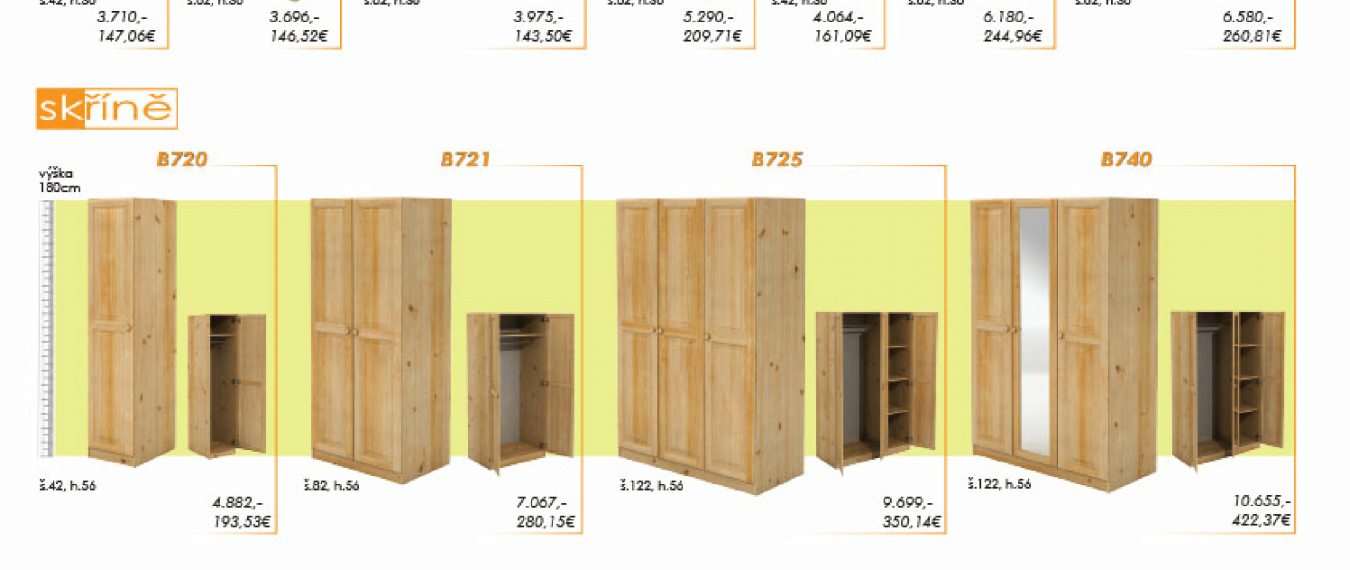 3.710,-
147,06€
3.696,-
146,52€
3.975,-
143,50€
5.290,-
209,71€
4.064,-
161,09€
6.180,-
244,96€
6.580,-
260,81€
skříně
výška
180cm
B720
B721
B725
B740
š.42, h.56
4.882,-
193,53€
š.82, h.56
7.067,-
280,15€
š.122, h.56
9.699,-
350,14€
š.122, h.56
10.655,-
422,37€